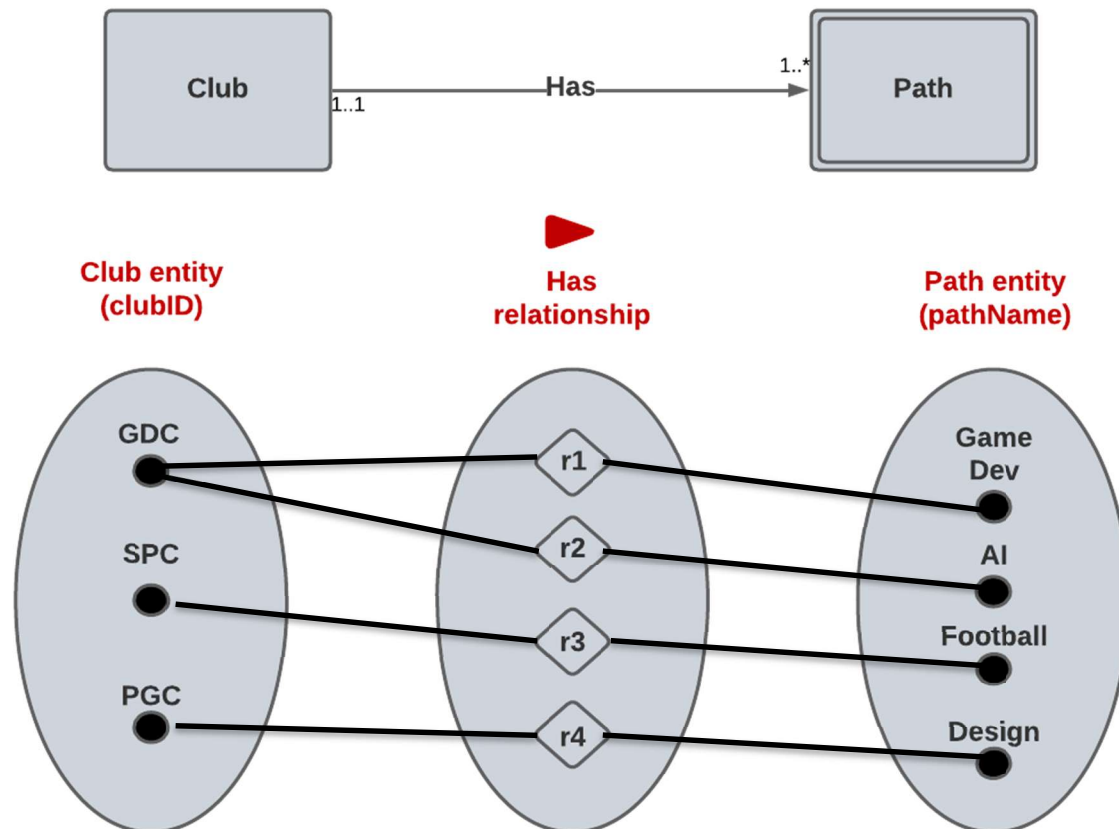 Club
Has
Path
1..1
1..*
Club entity
(clubID)
Has
relationship
Path entity
(pathName)
GDC
SPC
PGC
r1
r2
r3
r4
Game
Dev
AI
Football
Design